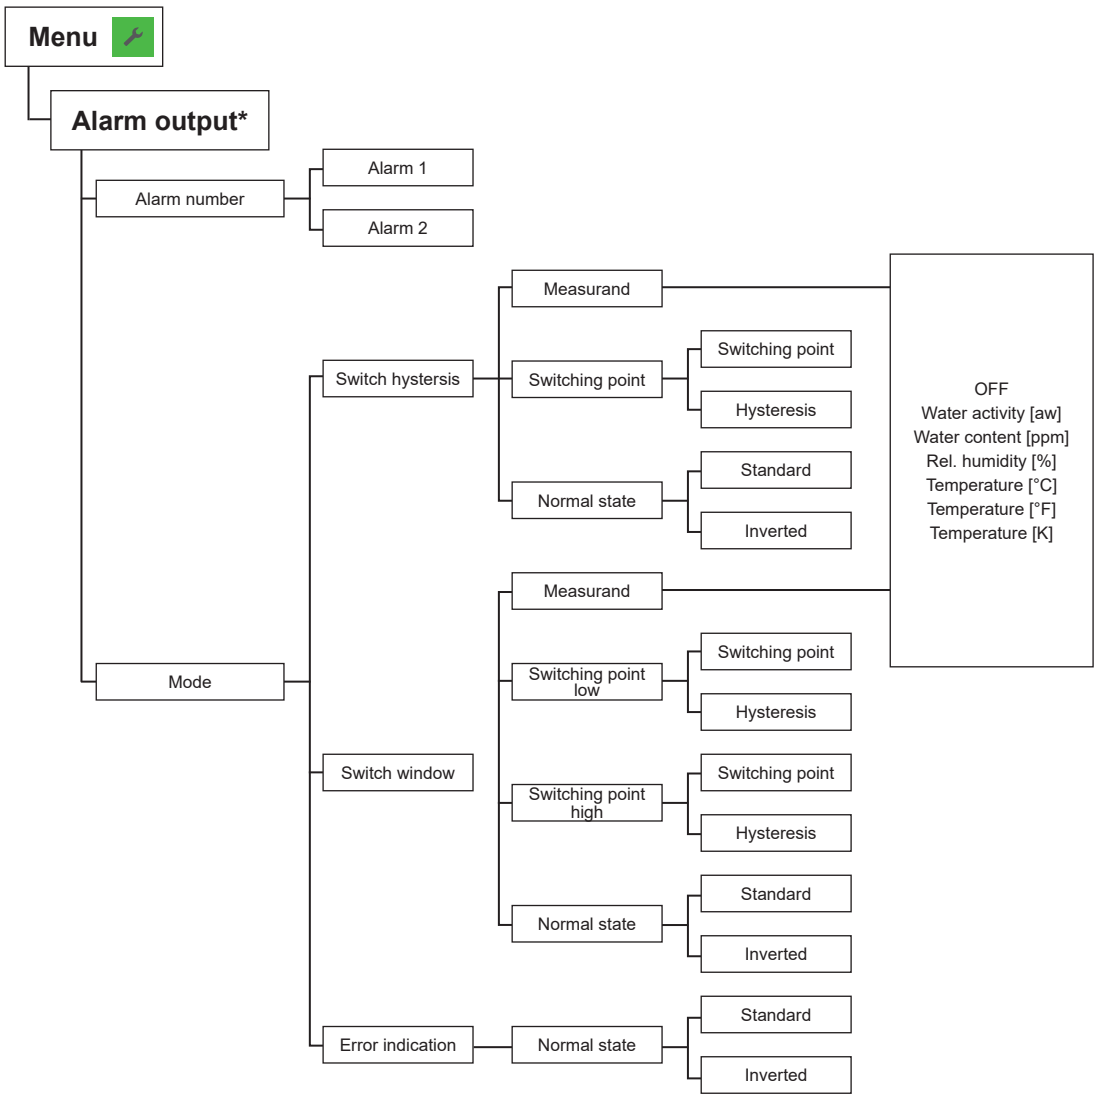 Menu
Alarm output*
Alarm number
Alarm 1
Alarm 2
Mode
Switch hystersis
Measurand
Switching point
Switching point
Hysteresis
Normal state
Standard
Inverted
OFF
Water activity [aw]
Water content [ppm]
Rel. humidity [%]
Temperature [°C]
Temperature [°F]
Temperature [K]
Switch window
Measurand
Switching point
low
Switching point
Hysteresis
Switching point
high
Switching point
Hysteresis
Normal state
Standard
Inverted
Error indication
Normal state
Standard
Inverted